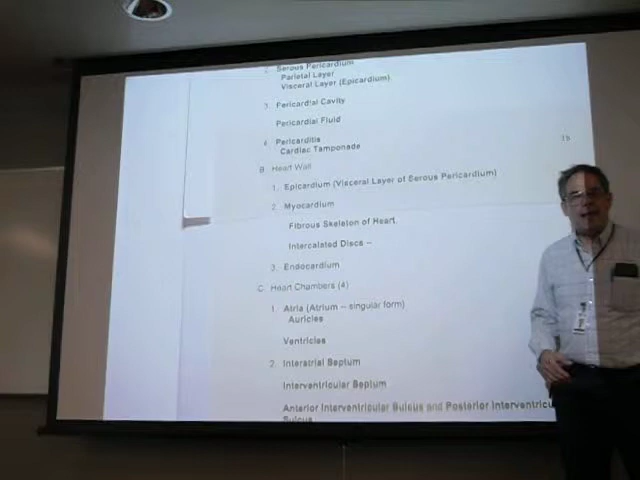 2. Serous Pericardium
Parietal Layer
Visceral Layer (Epicardium)
3. Pericardial Cavity
Pericardial Fluid
4. Pericarditis
Cardiac Tamponade
B. Heart Wall
1. Epicardium (Visceral Layer of Serous Pericardium)
2. Myocardium
Fibrous Skeleton of Heart
Intercalated Discs --
3. Endocardium
C. Heart Chambers (4)
1. Atria (Atrium -- singular form)
Auricles
Ventricles
2. Interatrial Septum
Interventricular Septum
Anterior Interventricular Sulcus and Posterior Interventricu
Sulcus